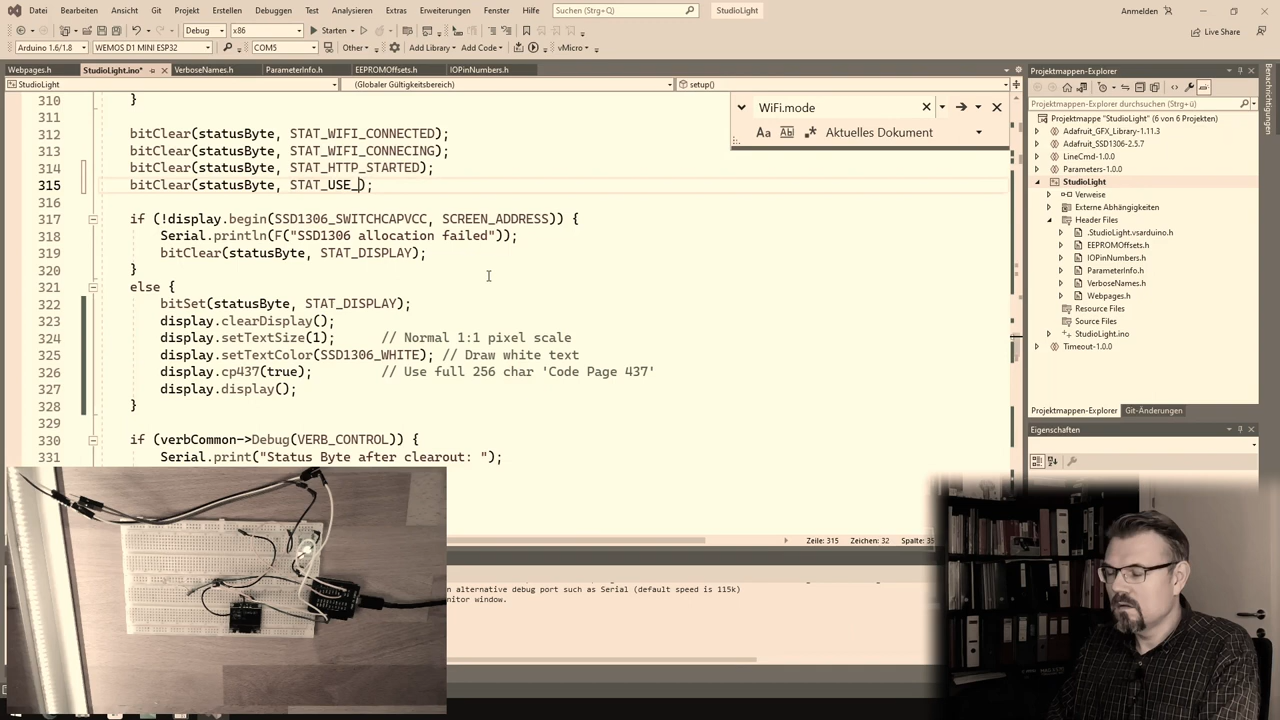 Datei Bearbeiten Ansicht Git Projekt Erstellen Debuggen Test Analysieren Extras Erweiterungen Fenster Hilfe Suchen (Strg+Q) StudioLight Anmelden
Debug x86 Starten Live Share
Arduino 1.6/1.8 WEMOS D1 MINI ESP32 COM5 Other Add Library Add Code vMicro
Webpages.h StudioLight.ino* VerboseNames.h ParameterInfo.h EEPROMOffsets.h IOPinNumbers.h
StudioLight (Globaler Gültigkeitsbereich) setup()
WiFi.mode
Aktuelles Dokument
310 }
311
312 bitClear(statusByte, STAT_WIFI_CONNECTED);
313 bitClear(statusByte, STAT_WIFI_CONNECING);
314 bitClear(statusByte, STAT_HTTP_STARTED);
315 bitClear(statusByte, STAT_USE_);
316
317 if (!display.begin(SSD1306_SWITCHCAPVCC, SCREEN_ADDRESS)) {
318 Serial.println(F("SSD1306 allocation failed"));
319 bitClear(statusByte, STAT_DISPLAY);
320 }
321 else {
322 bitSet(statusByte, STAT_DISPLAY);
323 display.clearDisplay();
324 display.setTextSize(1); // Normal 1:1 pixel scale
325 display.setTextColor(SSD1306_WHITE); // Draw white text
326 display.cp437(true); // Use full 256 char 'Code Page 437'
327 display.display();
328 }
329
330 if (verbCommon->Debug(VERB_CONTROL)) {
331 Serial.print("Status Byte after clearout: ");
Zeile: 315 Zeichen: 32 Spalte: 35
n alternative debug port such as Serial (default speed is 115k)
nitor window.
Projektmappen-Explorer
Projektmappen-Explorer durchsuchen (Strg+ü)
Projektmappe "StudioLight" (6 von 6 Projekten)
Adafruit_GFX_Library-1.11.3
Adafruit_SSD1306-2.5.7
LineCmd-1.0.0
Parameters-1.0.0
StudioLight
Verweise
Externe Abhängigkeiten
Header Files
.StudioLight.vsarduino.h
EEPROMOffsets.h
IOPinNumbers.h
ParameterInfo.h
VerboseNames.h
Webpages.h
Resource Files
Source Files
StudioLight.ino
Timeout-1.0.0
Projektmappen-Explorer Git-Änderungen
Eigenschaften
Benachrichtigungen